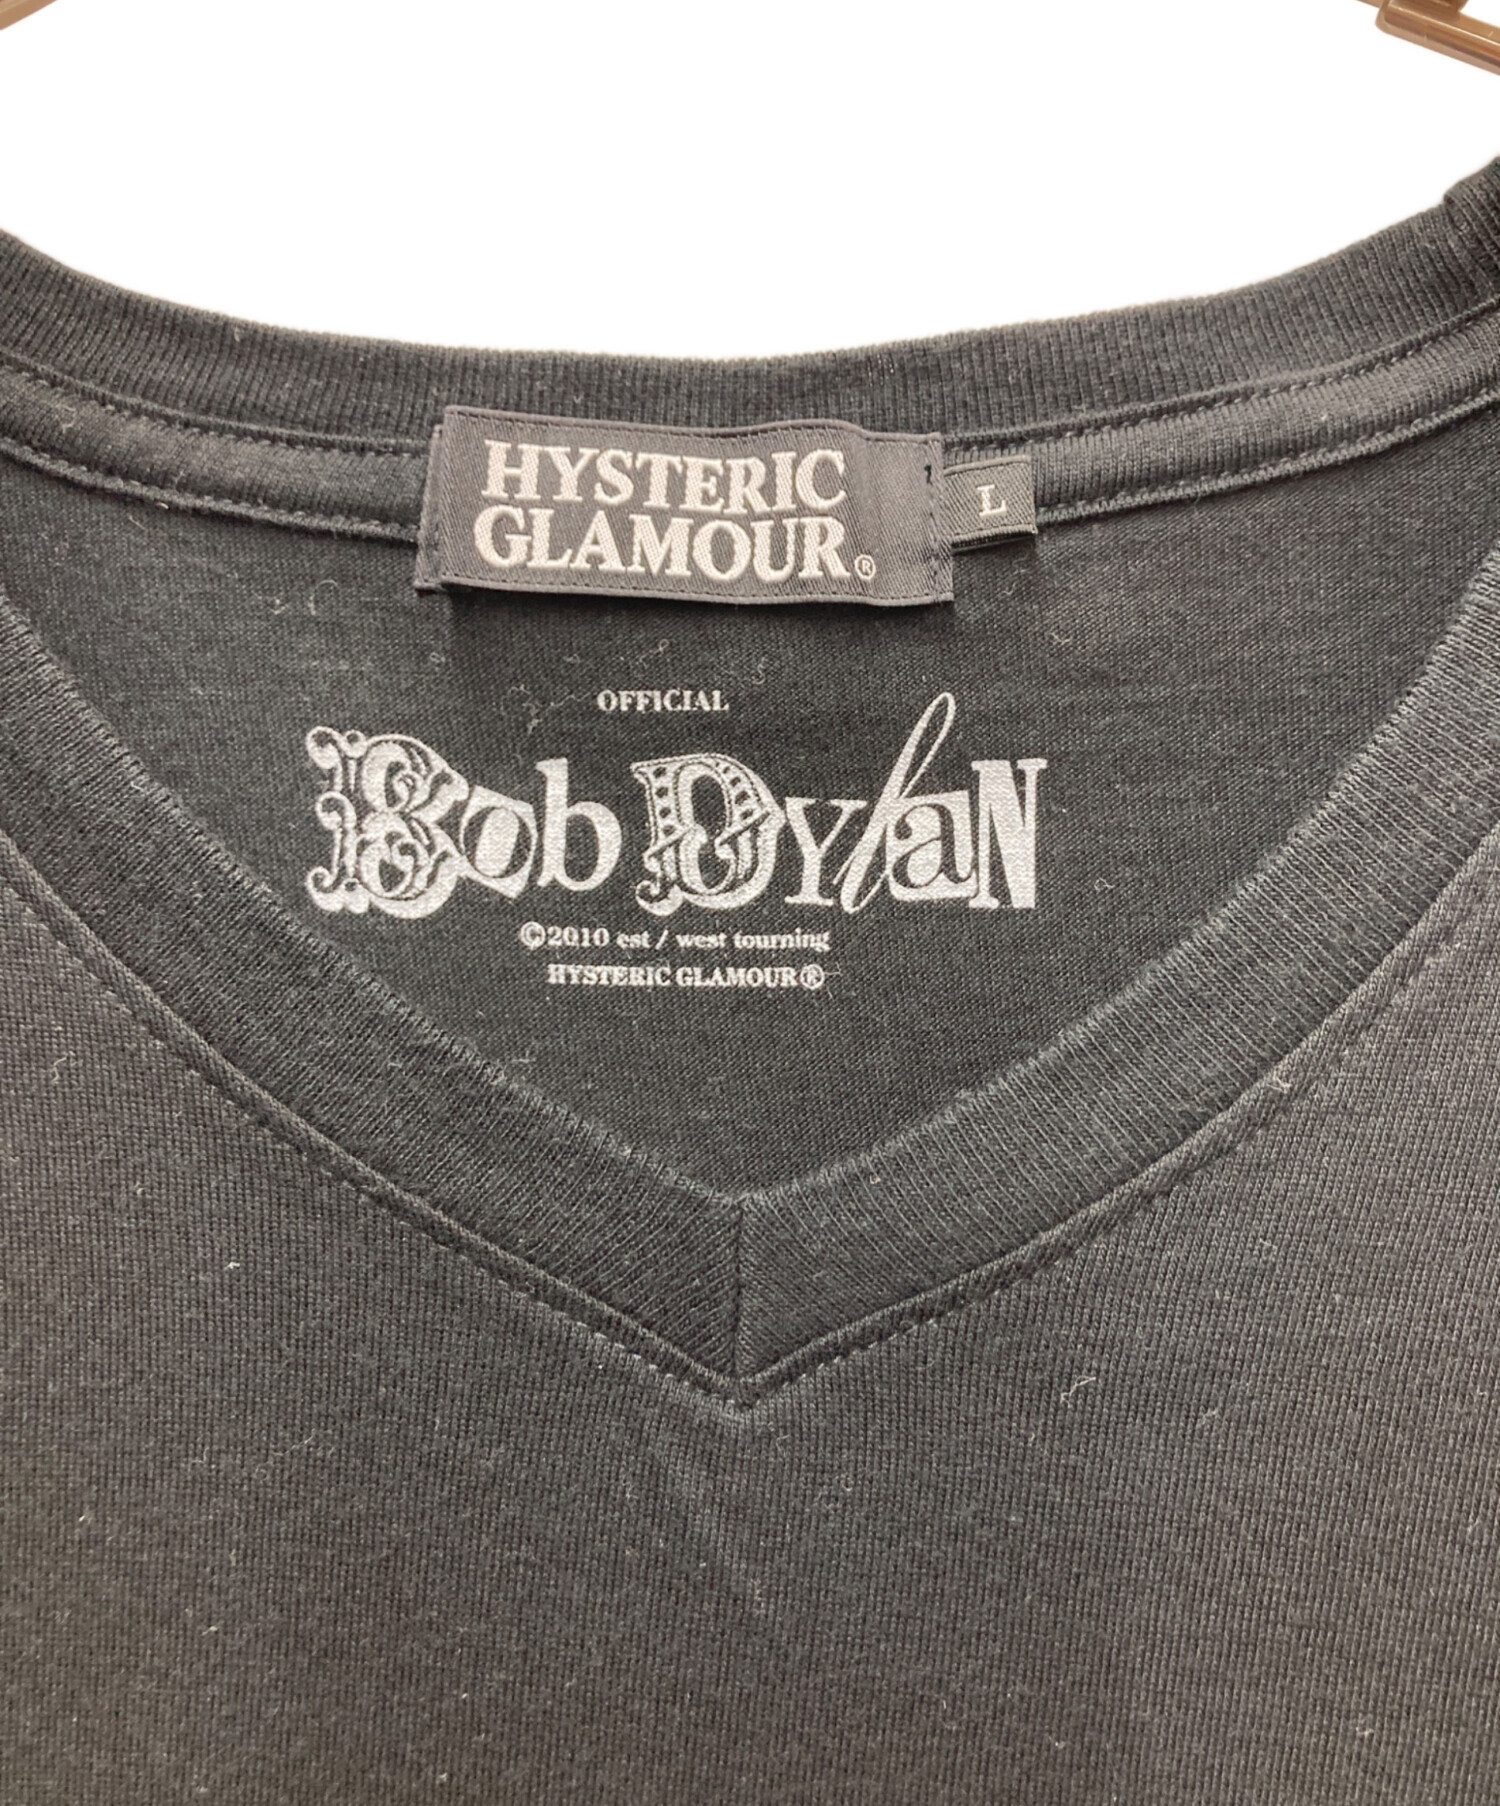 HYSTERIC
GLAMOUR®
L
OFFICIAL
Bob DylaN
©2010 est / west tourning
HYSTERIC GLAMOUR®